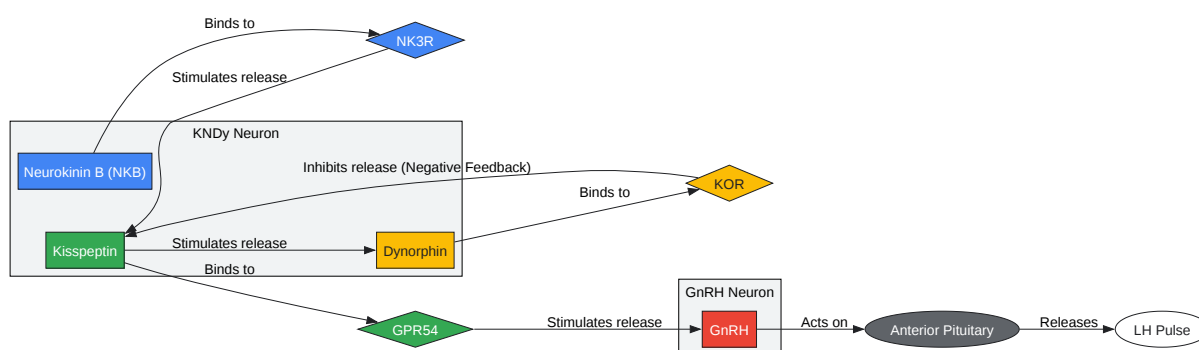 Binds to
NK3R
Stimulates release
KNDy Neuron
Neurokinin B (NKB)
Inhibits release (Negative Feedback)
KOR
Binds to
Kisspeptin
Stimulates release
Dynorphin
Binds to
GnRH Neuron
GPR54
Stimulates release
GnRH
Acts on
Anterior Pituitary
Releases
LH Pulse